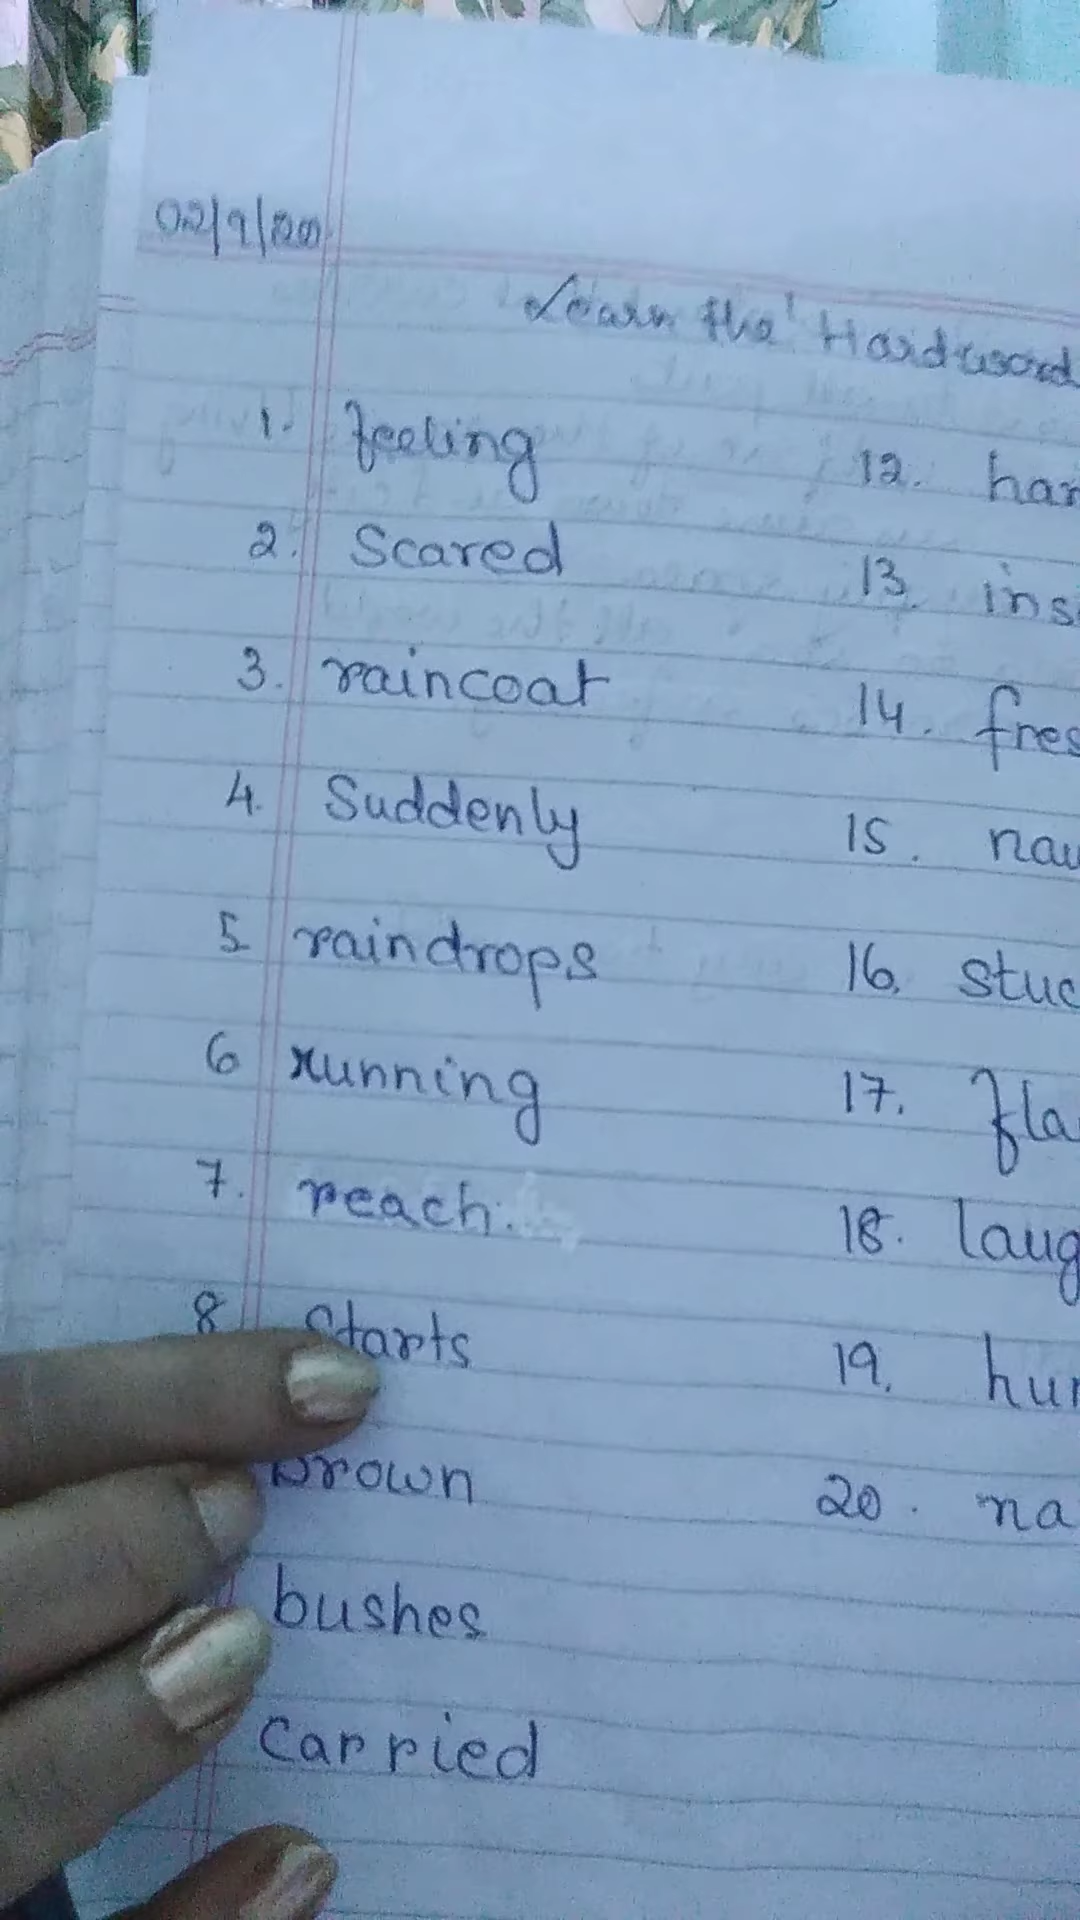 02/9/20
Learn the Hardword
1. feeling
2. Scared
3. raincoat
4. Suddenly
5 raindrops
6 running
7. reach.
8 Starts
brown
bushes
Carried
12. har
13. ins
14. fres
15. nau
16. stuc
17. fla
18. laug
19. hur
20. na